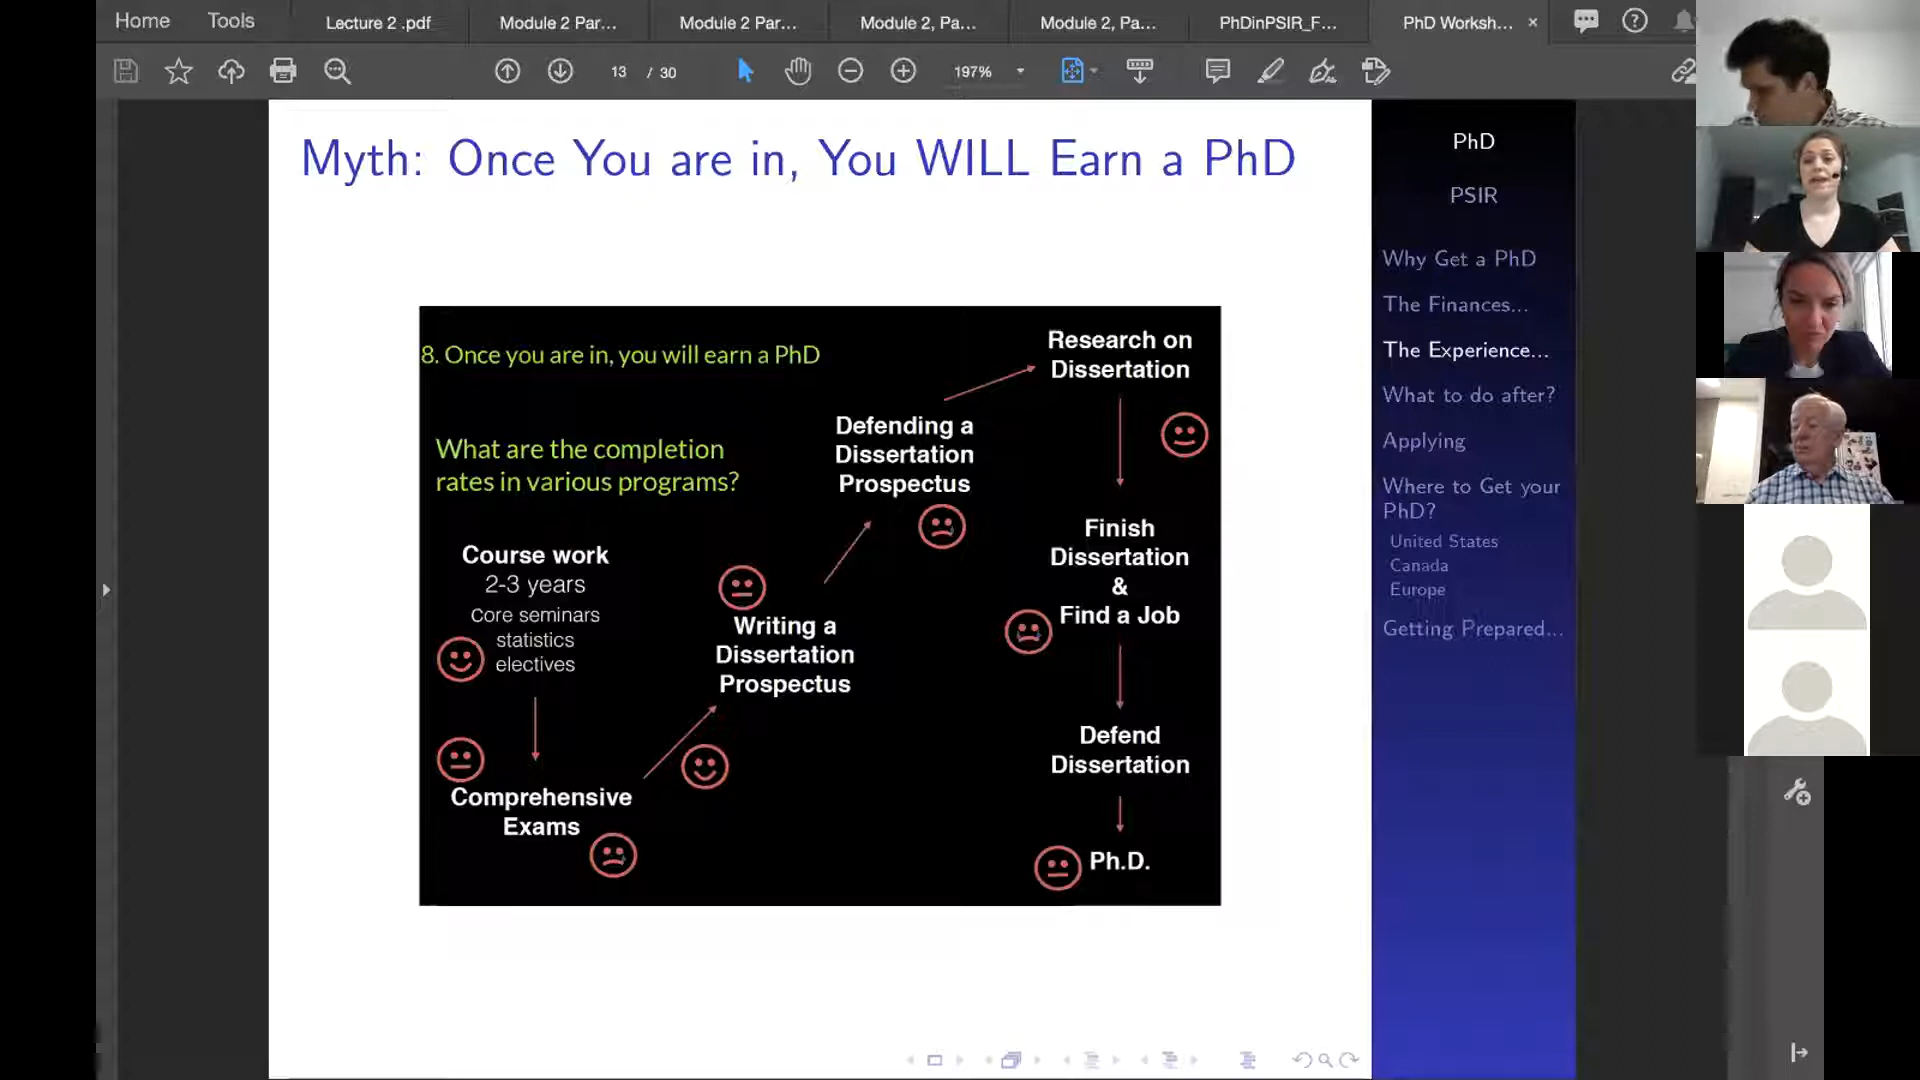 Home Tools Lecture 2 .pdf Module 2 Par... Module 2 Par... Module 2, Pa... Module 2, Pa... PhDinPSIR_F... PhD Worksh... ×
13 / 30 197%
Myth: Once You are in, You WILL Earn a PhD
8. Once you are in, you will earn a PhD
What are the completion
rates in various programs?
Course work
2-3 years
Core seminars
statistics
electives
Comprehensive
Exams
Writing a
Dissertation
Prospectus
Defending a
Dissertation
Prospectus
Research on
Dissertation
Finish
Dissertation
&
Find a Job
Defend
Dissertation
Ph.D.
PhD
PSIR
Why Get a PhD
The Finances...
The Experience...
What to do after?
Applying
Where to Get your
PhD?
United States
Canada
Europe
Getting Prepared...